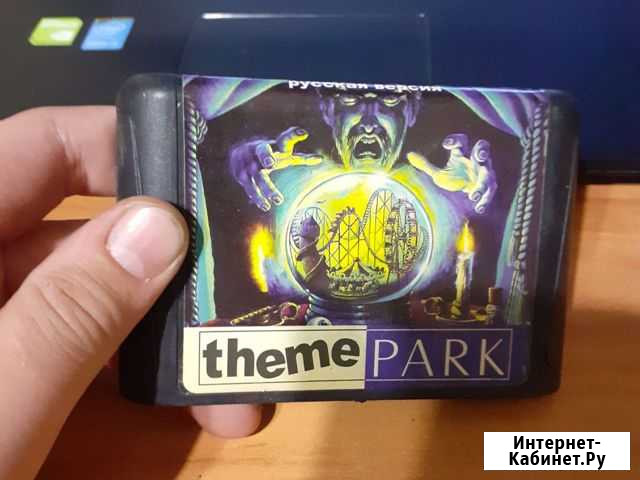 русская версия
theme PARK
Интернет-
Кабинет.Ру